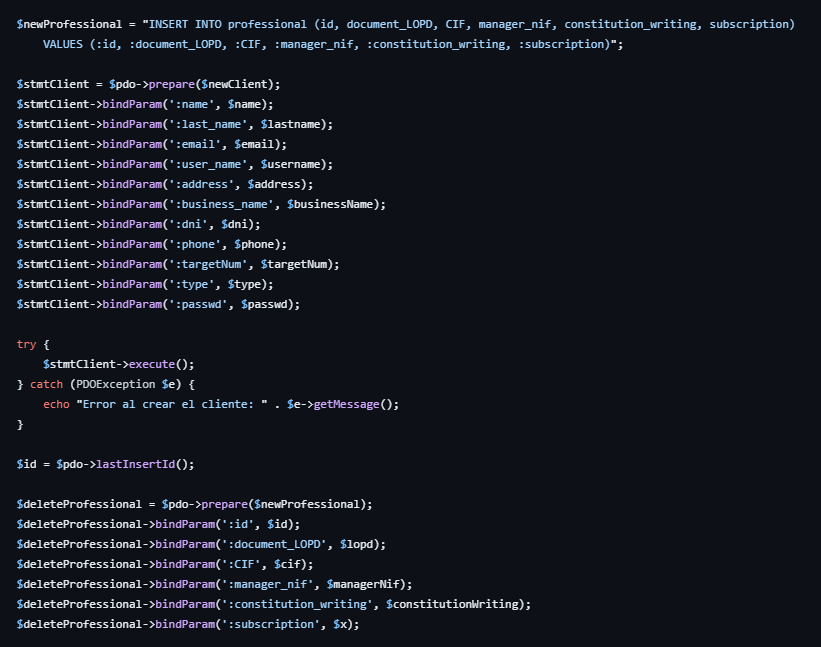 $newProfessional = "INSERT INTO professional (id, document_LOPD, CIF, manager_nif, constitution_writing, subscription)
VALUES (:id, :document_LOPD, :CIF, :manager_nif, :constitution_writing, :subscription)";
$stmtClient = $pdo->prepare($newClient);
$stmtClient->bindParam(':name', $name);
$stmtClient->bindParam(':last_name', $lastname);
$stmtClient->bindParam(':email', $email);
$stmtClient->bindParam(':user_name', $username);
$stmtClient->bindParam(':address', $address);
$stmtClient->bindParam(':business_name', $businessName);
$stmtClient->bindParam(':dni', $dni);
$stmtClient->bindParam(':phone', $phone);
$stmtClient->bindParam(':targetNum', $targetNum);
$stmtClient->bindParam(':type', $type);
$stmtClient->bindParam(':passwd', $passwd);
try {
$stmtClient->execute();
} catch (PDOException $e) {
echo "Error al crear el cliente: " . $e->getMessage();
}
$id = $pdo->lastInsertId();
$deleteProfessional = $pdo->prepare($newProfessional);
$deleteProfessional->bindParam(':id', $id);
$deleteProfessional->bindParam(':document_LOPD', $lopd);
$deleteProfessional->bindParam(':CIF', $cif);
$deleteProfessional->bindParam(':manager_nif', $managerNif);
$deleteProfessional->bindParam(':constitution_writing', $constitutionWriting);
$deleteProfessional->bindParam(':subscription', $x);